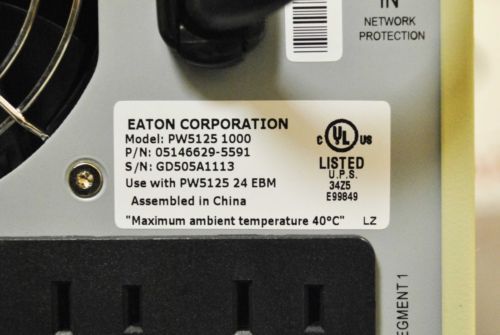 IN
NETWORK
PROTECTION
EATON CORPORATION
Model: PW5125 1000
P/N: 05146629-5591
S/N: GD505A1113
Use with PW5125 24 EBM
Assembled in China
"Maximum ambient temperature 40°C"
LZ
C UL US
LISTED
U.P.S.
34Z5
E99849
EGMENT 1